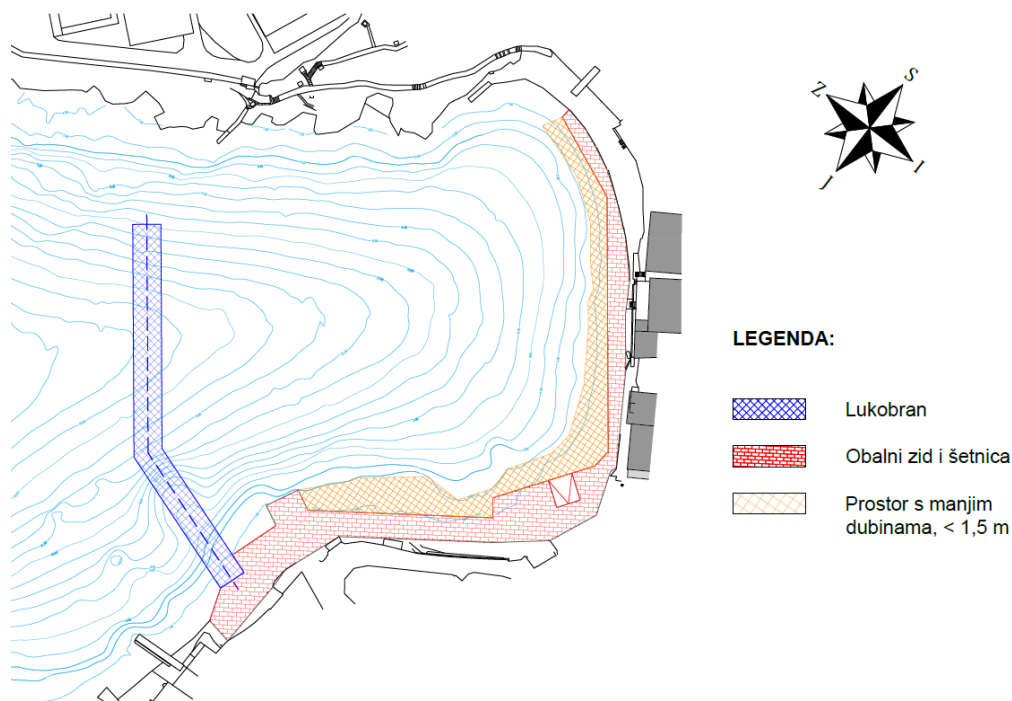 S
Z
I
J
LEGENDA:
Lukobran
Obalni zid i šetnica
Prostor s manjim
dubinama, < 1,5 m